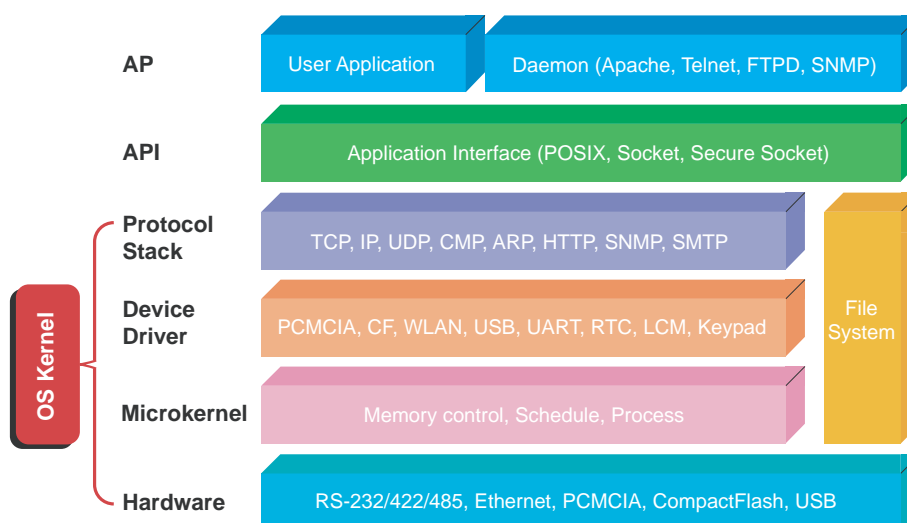 AP
User Application
Daemon (Apache, Telnet, FTPD, SNMP)
API
Application Interface (POSIX, Socket, Secure Socket)
Protocol
Stack
TCP, IP, UDP, CMP, ARP, HTTP, SNMP, SMTP
Device
Driver
PCMCIA, CF, WLAN, USB, UART, RTC, LCM, Keypad
File
System
OS Kernel
Microkernel
Memory control, Schedule, Process
Hardware
RS-232/422/485, Ethernet, PCMCIA, CompactFlash, USB